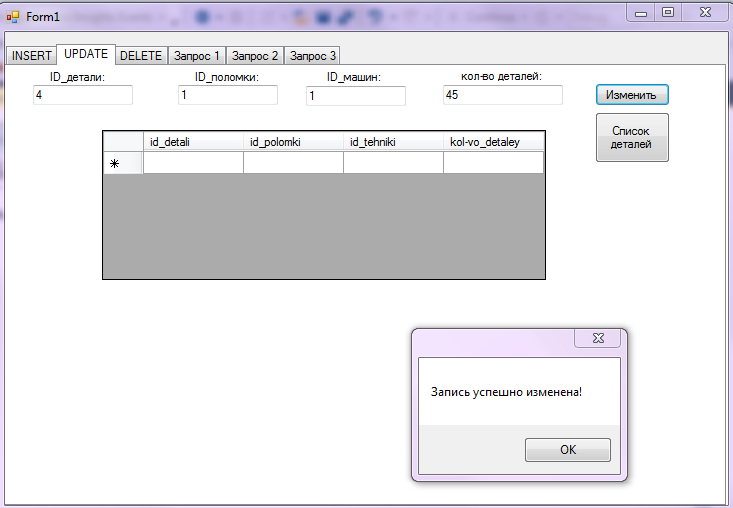 Form1
INSERT UPDATE DELETE Запрос 1 Запрос 2 Запрос 3
ID_детали: ID_поломки: ID_машин: кол-во деталей:
4 1 1 45 Изменить
Список
деталей
id_detali id_polomki id_tehniki kol-vo_detaley
Запись успешно изменена!
OK